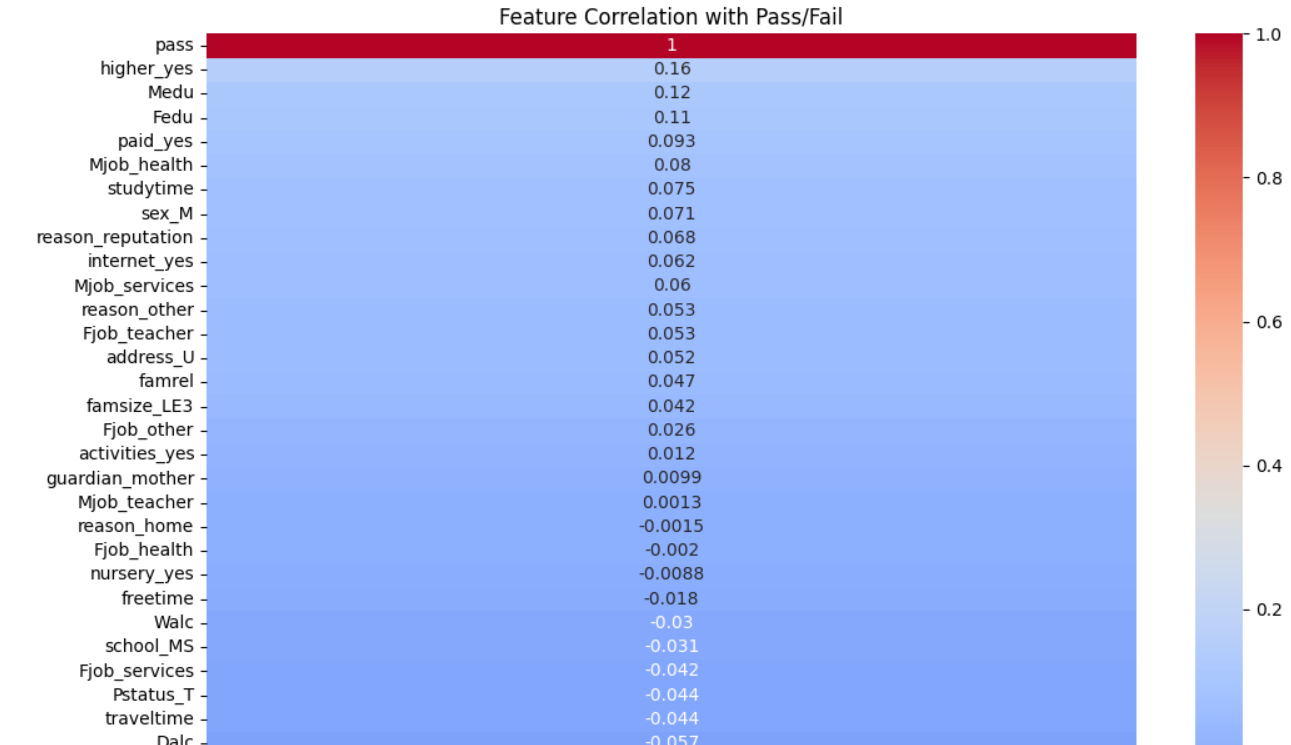 Feature Correlation with Pass/Fail
pass 1
higher_yes 0.16
Medu 0.12
Fedu 0.11
paid_yes 0.093
Mjob_health 0.08
studytime 0.075
sex_M 0.071
reason_reputation 0.068
internet_yes 0.062
Mjob_services 0.06
reason_other 0.053
Fjob_teacher 0.053
address_U 0.052
famrel 0.047
famsize_LE3 0.042
Fjob_other 0.026
activities_yes 0.012
guardian_mother 0.0099
Mjob_teacher 0.0013
reason_home -0.0015
Fjob_health -0.002
nursery_yes -0.0088
freetime -0.018
Walc -0.03
school_MS -0.031
Fjob_services -0.042
Pstatus_T -0.044
traveltime -0.044
Dalc -0.057
1.0
0.8
0.6
0.4
0.2